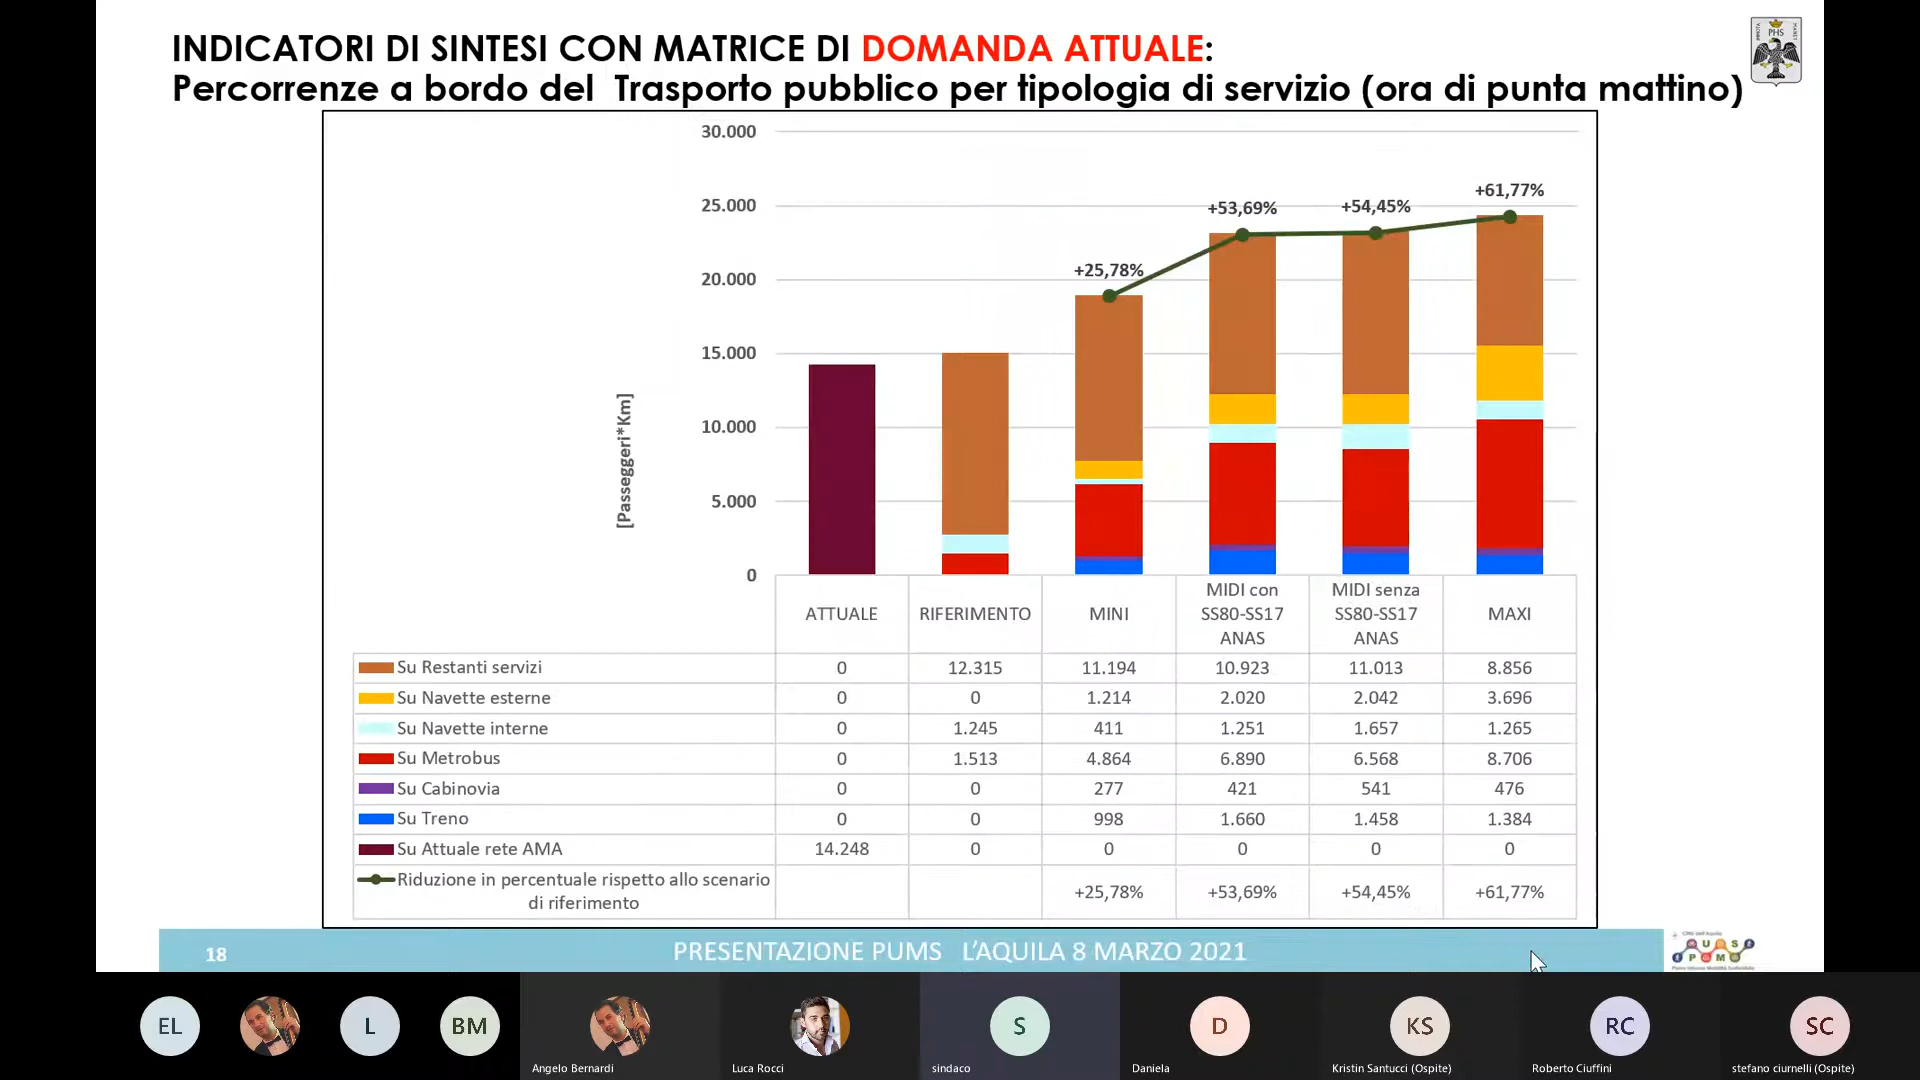 INDICATORI DI SINTESI CON MATRICE DI DOMANDA ATTUALE:
Percorrenze a bordo del Trasporto pubblico per tipologia di servizio (ora di punta mattino)
PHS
30.000
25.000
20.000
15.000
10.000
5.000
0
[Passeggeri*Km]
+25,78%
+53,69%
+54,45%
+61,77%
ATTUALE RIFERIMENTO MINI MIDI con SS80-SS17 ANAS MIDI senza SS80-SS17 ANAS MAXI
Su Restanti servizi 0 12.315 11.194 10.923 11.013 8.856
Su Navette esterne 0 0 1.214 2.020 2.042 3.696
Su Navette interne 0 1.245 411 1.251 1.657 1.265
Su Metrobus 0 1.513 4.864 6.890 6.568 8.706
Su Cabinovia 0 0 277 421 541 476
Su Treno 0 0 998 1.660 1.458 1.384
Su Attuale rete AMA 14.248 0 0 0 0 0
Riduzione in percentuale rispetto allo scenario
di riferimento +25,78% +53,69% +54,45% +61,77%
18 PRESENTAZIONE PUMS L'AQUILA 8 MARZO 2021
EL L BM S D KS RC SC
Angelo Bernardi Luca Rocci sindaco Daniela Kristin Santucci (Ospite) Roberto Ciuffini stefano ciurnelli (Ospite)